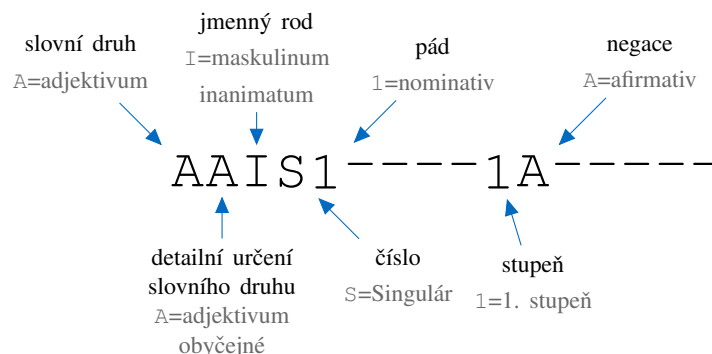 slovní druh
A=adjektivum
jmenný rod
I=maskulinum
inanimatum
pád
1=nominativ
negace
A=afirmativ
AAIS1----1A-----
detailní určení
slovního druhu
A=adjektivum
obyčejné
číslo
S=Singulár
stupeň
1=1. stupeň